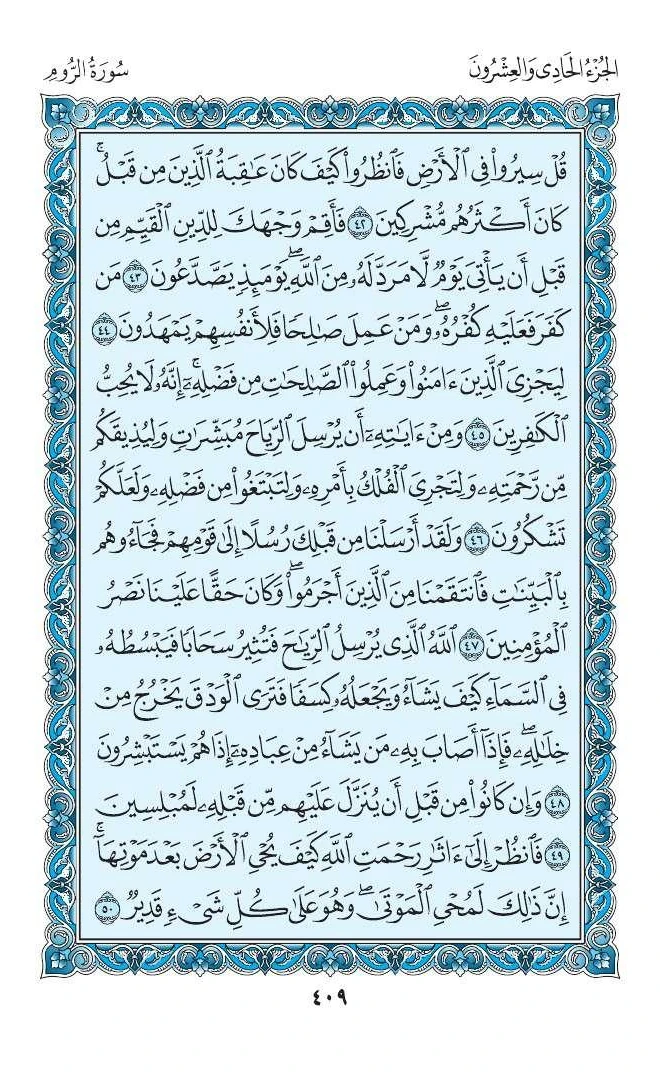 الجُزْءُ الحَادِى وَالعِشْرُونَ
سُورَةُ الرُّومِ
قُلْ سِيرُوا۟ فِى ٱلْأَرْضِ فَٱنظُرُوا۟ كَيْفَ كَانَ عَـٰقِبَةُ ٱلَّذِينَ مِن قَبْلُ ۚ
كَانَ أَكْثَرُهُم مُّشْرِكِينَ ٤٢ فَأَقِمْ وَجْهَكَ لِلدِّينِ ٱلْقَيِّمِ مِن
قَبْلِ أَن يَأْتِىَ يَوْمٌ لَّا مَرَدَّ لَهُۥ مِنَ ٱللَّهِ ۖ يَوْمَئِذٍ يَصَّدَّعُونَ ٤٣ مَن
كَفَرَ فَعَلَيْهِ كُفْرُهُۥ ۖ وَمَنْ عَمِلَ صَـٰلِحًا فَلِأَنفُسِهِمْ يَمْهَدُونَ ٤٤
لِيَجْزِىَ ٱلَّذِينَ ءَامَنُوا۟ وَعَمِلُوا۟ ٱلصَّـٰلِحَـٰتِ مِن فَضْلِهِۦٓ ۚ إِنَّهُۥ لَا يُحِبُّ
ٱلْكَـٰفِرِينَ ٤٥ وَمِنْ ءَايَـٰتِهِۦٓ أَن يُرْسِلَ ٱلرِّيَاحَ مُبَشِّرَٰتٍ وَلِيُذِيقَكُم
مِّن رَّحْمَتِهِۦ وَلِتَجْرِىَ ٱلْفُلْكُ بِأَمْرِهِۦ وَلِتَبْتَغُوا۟ مِن فَضْلِهِۦ وَلَعَلَّكُمْ
تَشْكُرُونَ ٤٦ وَلَقَدْ أَرْسَلْنَا مِن قَبْلِكَ رُسُلًا إِلَىٰ قَوْمِهِمْ فَجَآءُوهُم
بِٱلْبَيِّنَـٰتِ فَٱنتَقَمْنَا مِنَ ٱلَّذِينَ أَجْرَمُوا۟ ۖ وَكَانَ حَقًّا عَلَيْنَا نَصْرُ
ٱلْمُؤْمِنِينَ ٤٧ ٱللَّهُ ٱلَّذِى يُرْسِلُ ٱلرِّيَـٰحَ فَتُثِيرُ سَحَابًا فَيَبْسُطُهُۥ
فِى ٱلسَّمَآءِ كَيْفَ يَشَآءُ وَيَجْعَلُهُۥ كِسَفًا فَتَرَى ٱلْوَدْقَ يَخْرُجُ مِنْ
خِلَـٰلِهِۦ ۖ فَإِذَآ أَصَابَ بِهِۦ مَن يَشَآءُ مِنْ عِبَادِهِۦٓ إِذَا هُمْ يَسْتَبْشِرُونَ
٤٨ وَإِن كَانُوا۟ مِن قَبْلِ أَن يُنَزَّلَ عَلَيْهِم مِّن قَبْلِهِۦ لَمُبْلِسِينَ
٤٩ فَٱنظُرْ إِلَىٰٓ ءَاثَـٰرِ رَحْمَتِ ٱللَّهِ كَيْفَ يُحْىِ ٱلْأَرْضَ بَعْدَ مَوْتِهَآ ۚ
إِنَّ ذَٰلِكَ لَمُحْىِ ٱلْمَوْتَىٰ ۖ وَهُوَ عَلَىٰ كُلِّ شَىْءٍ قَدِيرٌ ٥٠
٤٠٩